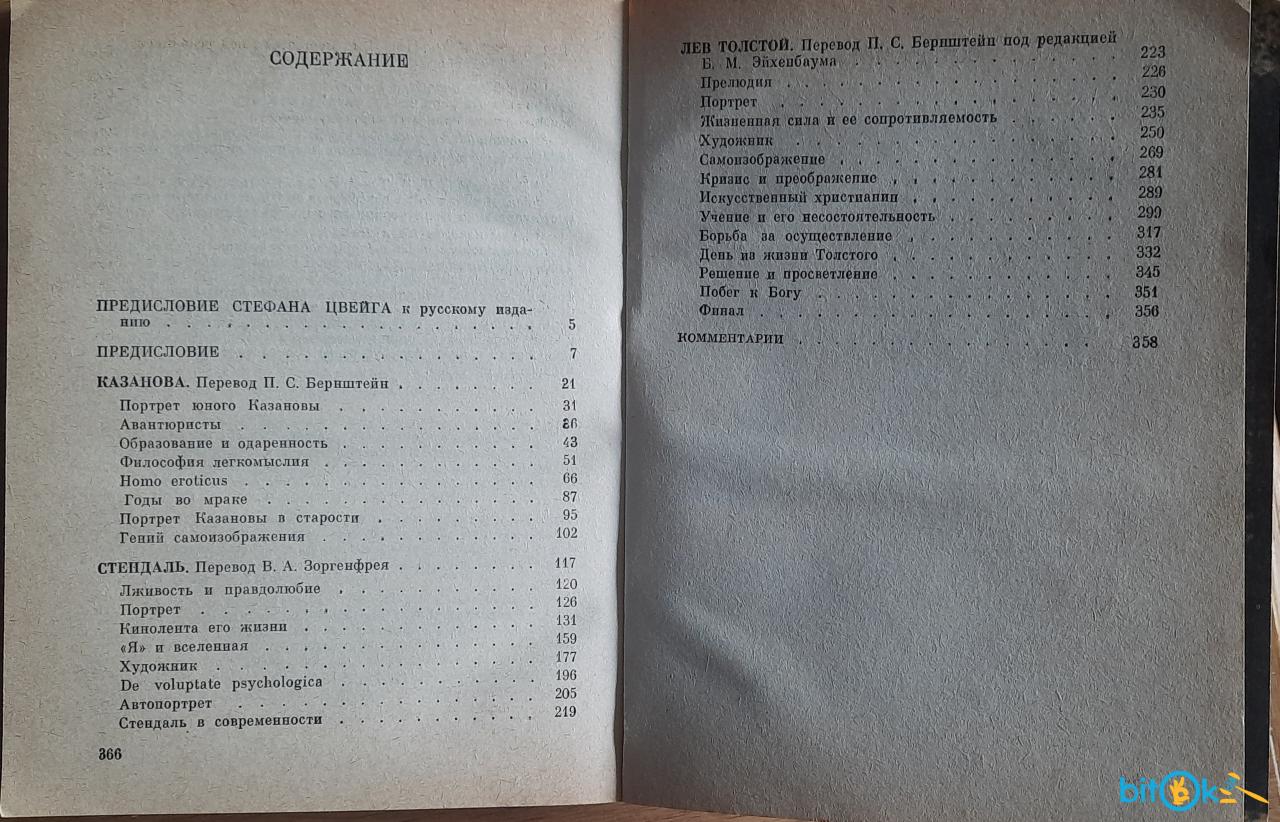 СОДЕРЖАНИЕ
ПРЕДИСЛОВИЕ СТЕФАНА ЦВЕЙГА к русскому изда-
нию . . . . . . . . . . . . . . . . . . 5
ПРЕДИСЛОВИЕ . . . . . . . . . . . . . . 7
КАЗАНОВА. Перевод П. С. Бернштейн . . . . . . . . 21
Портрет юного Казановы . . . . . . . . . . . 31
Авантюристы . . . . . . . . . . . . . . 36
Образование и одаренность . . . . . . . . . . 43
Философия легкомыслия . . . . . . . . . . . 51
Homo eroticus . . . . . . . . . . . . . . 66
Годы во мраке . . . . . . . . . . . . . 87
Портрет Казановы в старости . . . . . . . . . 95
Гений самоизображения . . . . . . . . . . . 102
СТЕНДАЛЬ. Перевод В. А. Зоргенфрея . . . . . . . . 117
Лживость и правдолюбие . . . . . . . . . . . 120
Портрет . . . . . . . . . . . . . . . . 126
Кинолента его жизни . . . . . . . . . . . . 131
«Я» и вселенная . . . . . . . . . . . . . 159
Художник . . . . . . . . . . . . . . . 177
De voluptate psychologica . . . . . . . . . . 196
Автопортрет . . . . . . . . . . . . . . 205
Стендаль в современности . . . . . . . . . . 219
366
ЛЕВ ТОЛСТОЙ. Перевод П. С. Бернштейн под редакцией
Б. М. Эйхенбаума . . . . . . . . . . . . . 223
Прелюдия . . . . . . . . . . . . . . . 226
Портрет . . . . . . . . . . . . . . . . 230
Жизненная сила и ее сопротивляемость . . . . . . 235
Художник . . . . . . . . . . . . . . . 250
Самоизображение . . . . . . . . . . . . . 269
Кризис и преображение . . . . . . . . . . . 281
Искусственный христианин . . . . . . . . . . 289
Учение и его несостоятельность . . . . . . . . 299
Борьба за осуществление . . . . . . . . . . 317
День из жизни Толстого . . . . . . . . . . . 332
Решение и просветление . . . . . . . . . . . 345
Побег к Богу . . . . . . . . . . . . . . 351
Финал . . . . . . . . . . . . . . . . . 356
КОММЕНТАРИИ . . . . . . . . . . . . . . 358
bitOk